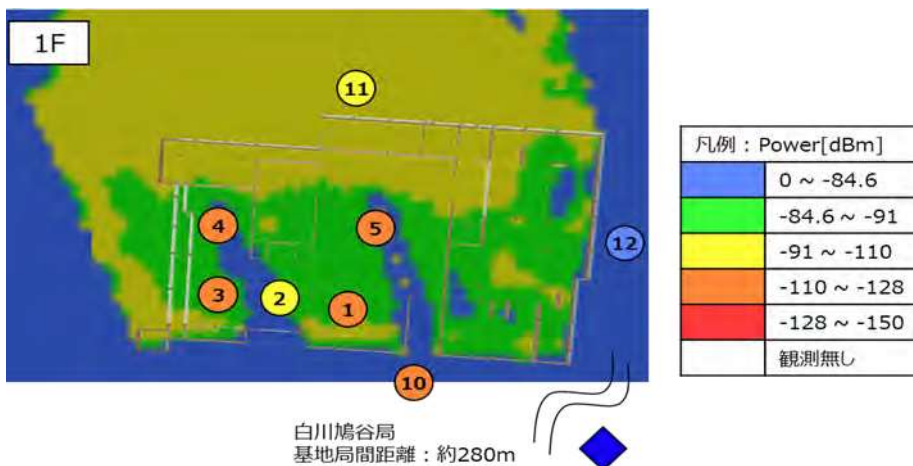 1F
11
凡例：Power[dBm]
0 ~ -84.6
-84.6 ~ -91
-91 ~ -110
-110 ~ -128
-128 ~ -150
観測無し
4
5
12
3
2
1
10
白川鳩谷局
基地局間距離：約280m